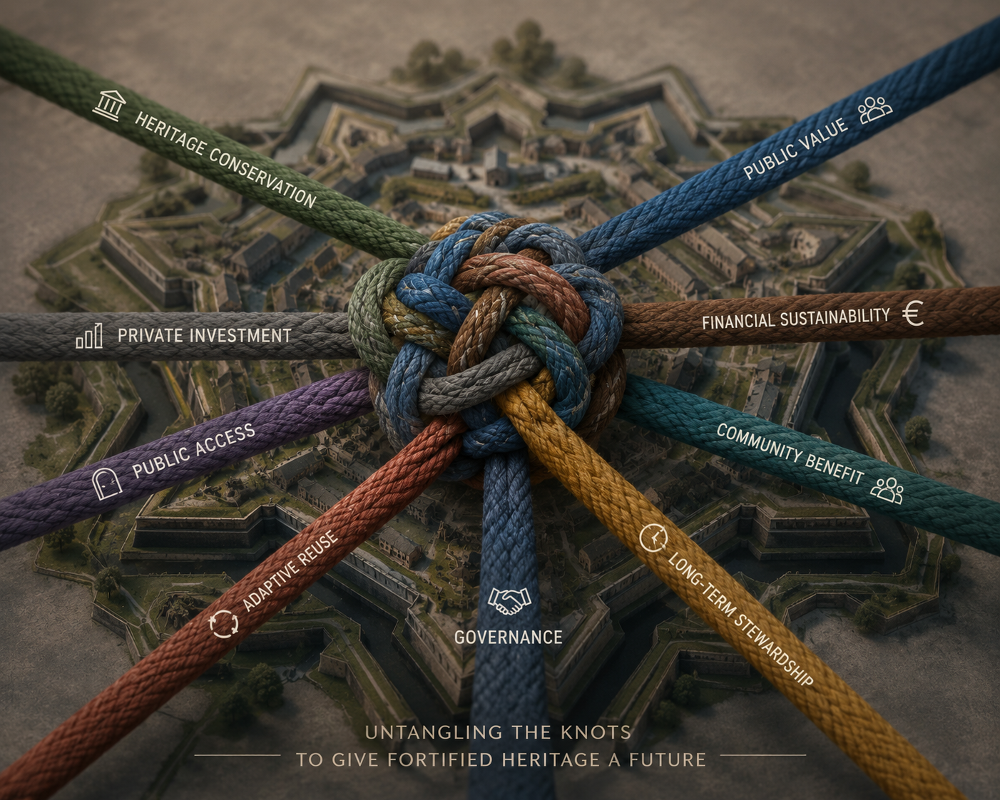 HERITAGE CONSERVATION
PUBLIC VALUE
PRIVATE INVESTMENT
FINANCIAL SUSTAINABILITY €
PUBLIC ACCESS
COMMUNITY BENEFIT
ADAPTIVE REUSE
LONG-TERM STEWARDSHIP
GOVERNANCE
UNTANGLING THE KNOTS
TO GIVE FORTIFIED HERITAGE A FUTURE